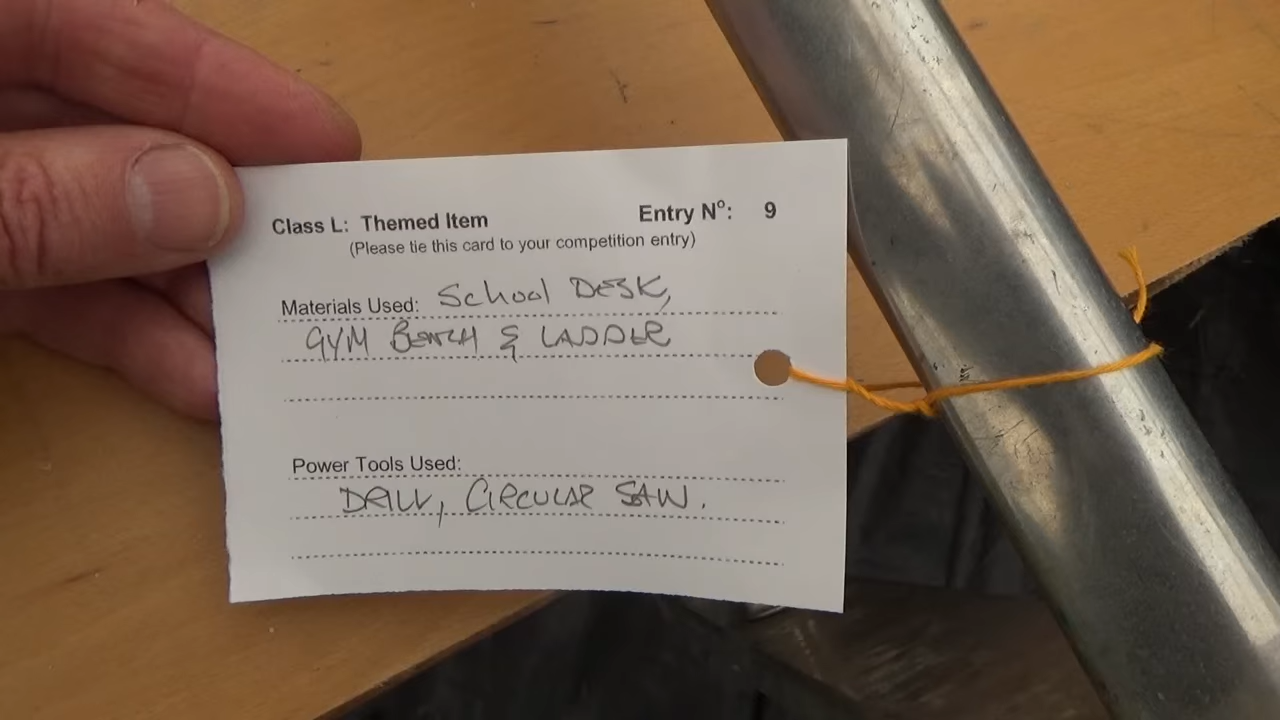 Class L: Themed Item Entry Nº: 9
(Please tie this card to your competition entry)
Materials Used: School DESK,
GYM BENCH & LADDER
Power Tools Used:
DRILL, CIRCULAR SAW.